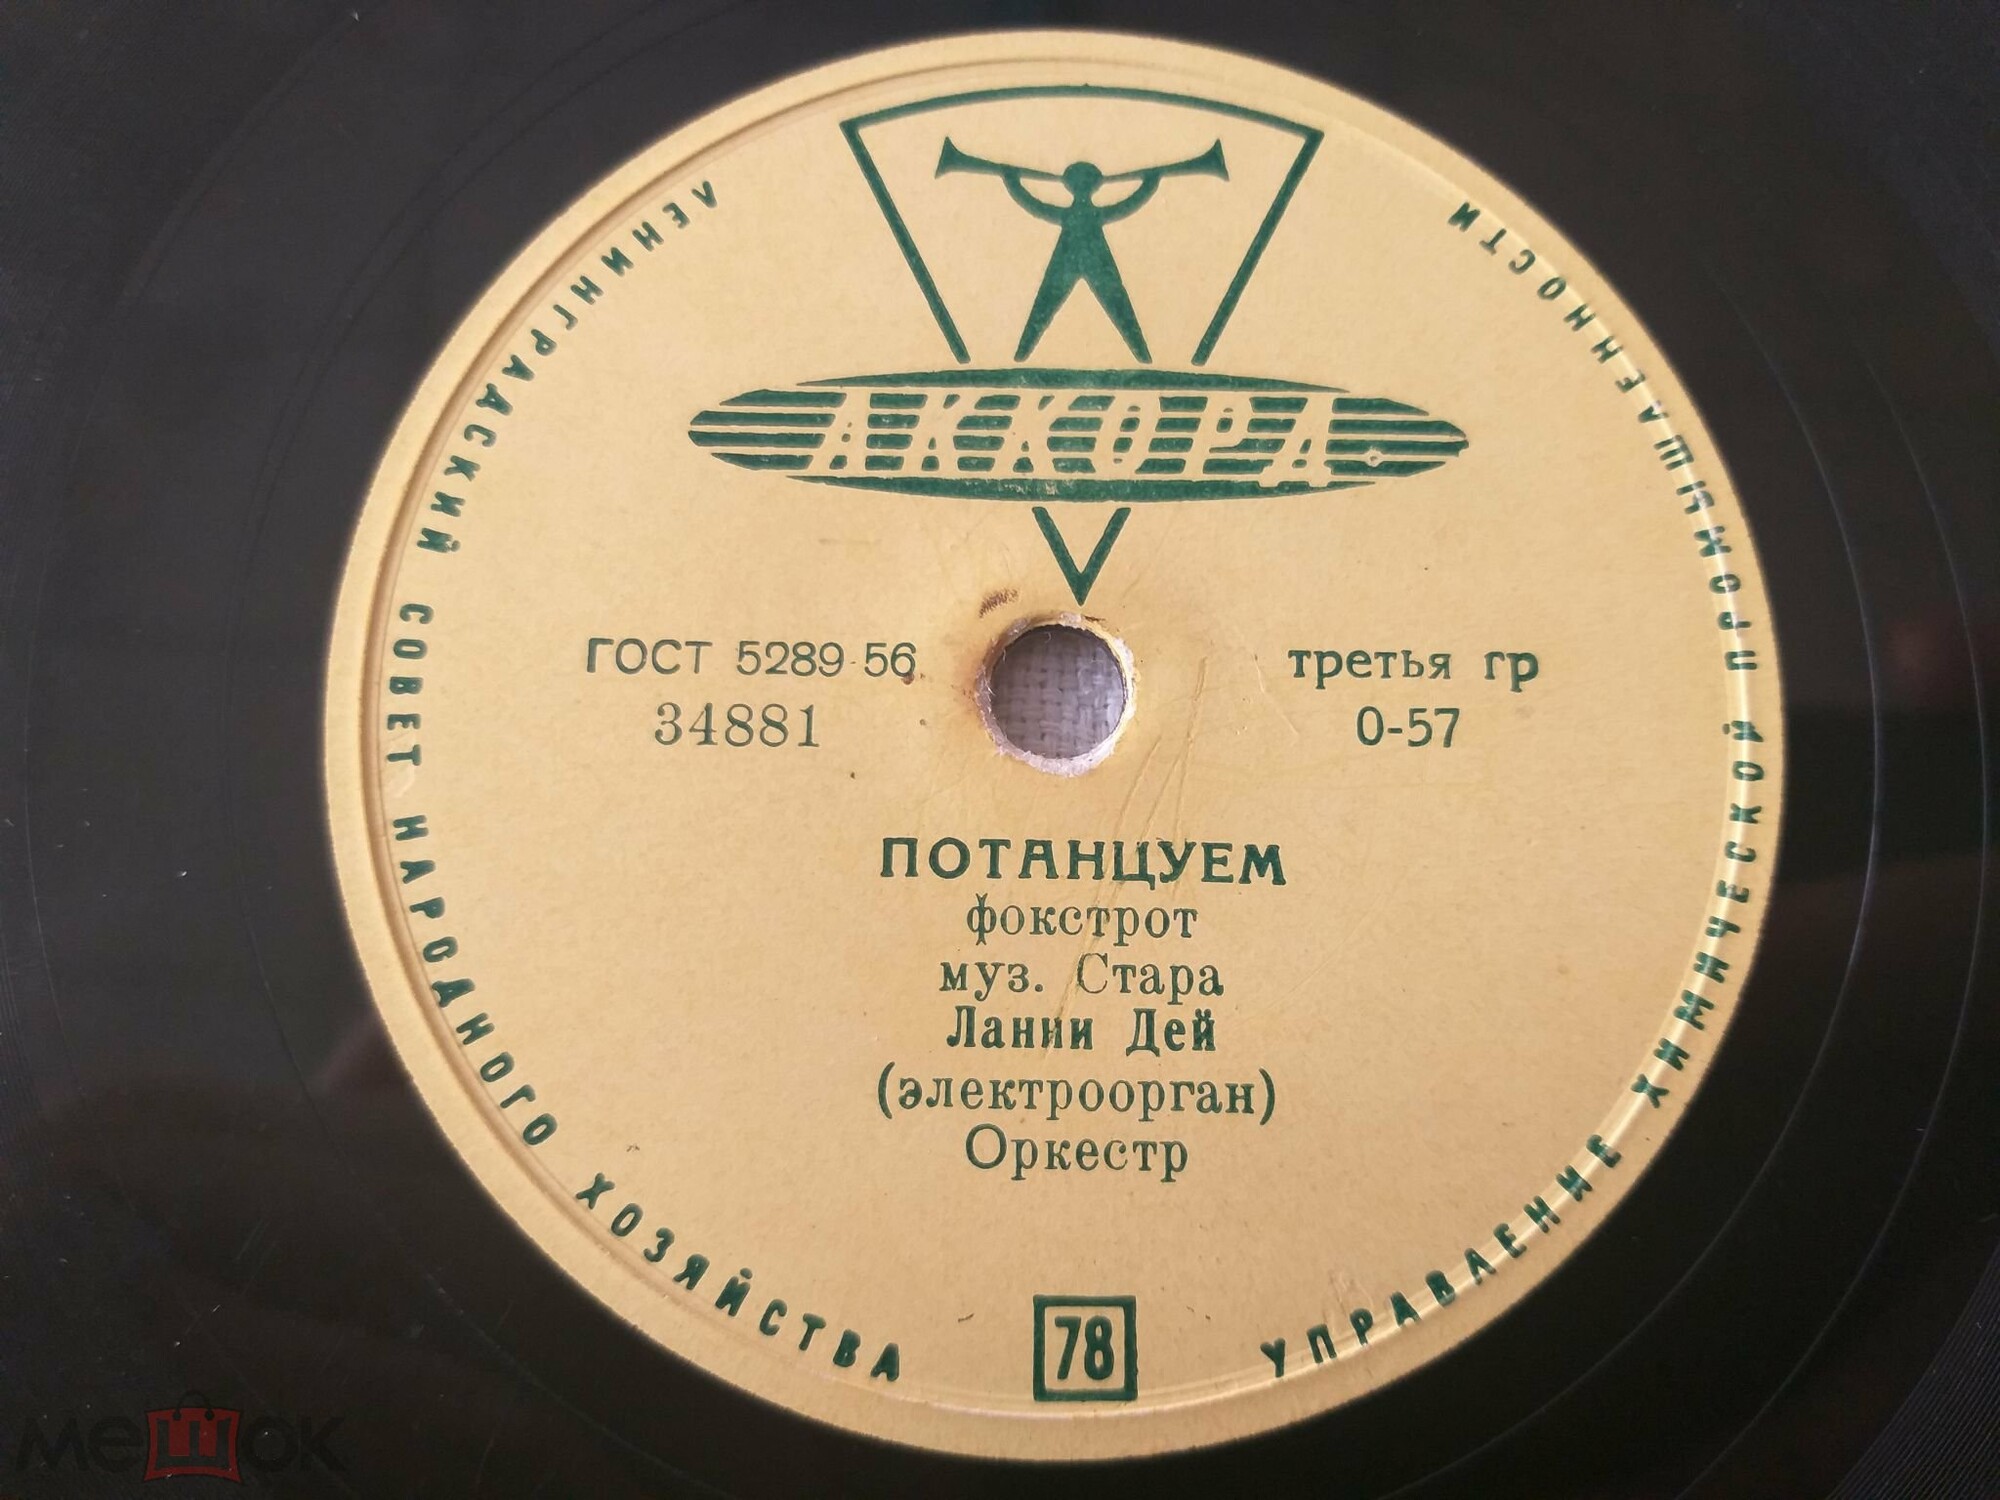 АККОРД
ЛЕНИНГРАДСКИЙ СОВЕТ НАРОДНОГО ХОЗЯЙСТВА
УПРАВЛЕНИЕ ХИМИЧЕСКОЙ ПРОМЫШЛЕННОСТИ
ГОСТ 5289-56
третья гр
34881
0-57
ПОТАНЦУЕМ
фокстрот
муз. Стара
Ланни Дей
(электроорган)
Оркестр
78
мешок